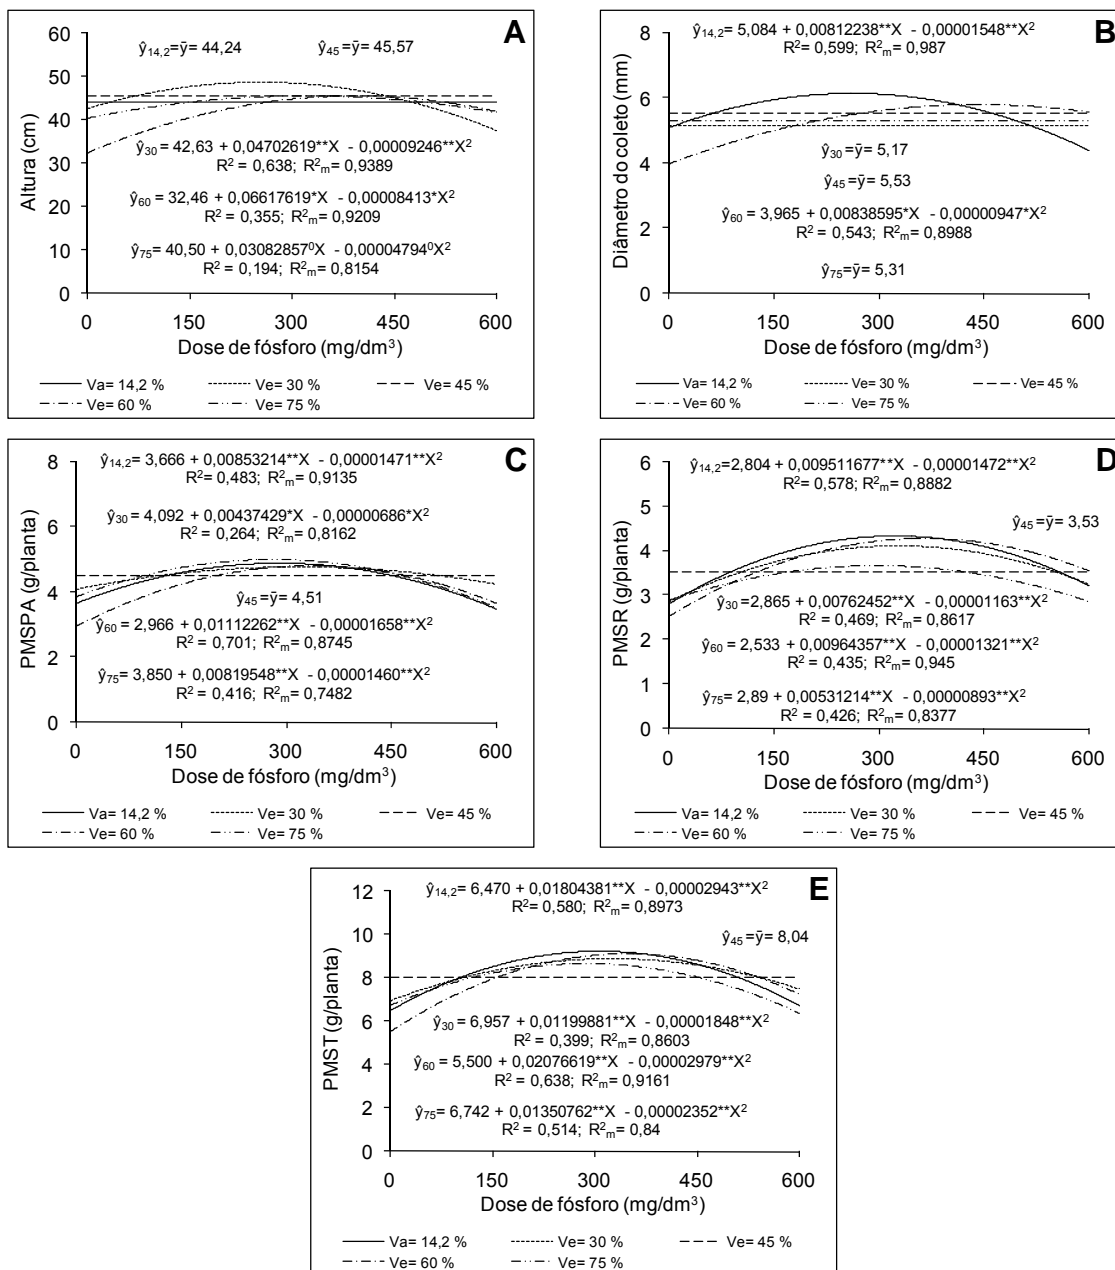 A
ŷ14,2=ȳ= 44,24
ŷ45=ȳ= 45,57
ŷ30 = 42,63 + 0,04702619**X - 0,00009246**X²
R² = 0,638; R²m= 0,9389
ŷ60 = 32,46 + 0,06617619*X - 0,00008413*X²
R² = 0,355; R²m= 0,9209
ŷ75= 40,50 + 0,03082857⁰X - 0,00004794⁰X²
R² = 0,194; R²m= 0,8154
Altura (cm)
60
50
40
30
20
10
0
0 150 300 450 600
Dose de fósforo (mg/dm³)
Va= 14,2 % Ve= 30 % Ve= 45 %
Ve= 60 % Ve= 75 %
B
ŷ14,2= 5,084 + 0,00812238**X - 0,00001548**X²
R² = 0,599; R²m= 0,987
ŷ30 =ȳ= 5,17
ŷ45 =ȳ= 5,53
ŷ60 = 3,965 + 0,00838595*X - 0,00000947*X²
R² = 0,543; R²m= 0,8988
ŷ75=ȳ= 5,31
Diâmetro do coleto (mm)
8
6
4
2
0
0 150 300 450 600
Dose de fósforo (mg/dm³)
Va= 14,2 % Ve= 30 % Ve= 45 %
Ve= 60 % Ve= 75 %
C
ŷ14,2= 3,666 + 0,00853214**X - 0,00001471**X²
R²= 0,483; R²m= 0,9135
ŷ30 = 4,092 + 0,00437429*X - 0,00000686*X²
R² = 0,264; R²m= 0,8162
ŷ45 =ȳ= 4,51
ŷ60 = 2,966 + 0,01112262**X - 0,00001658**X²
R² = 0,701; R²m= 0,8745
ŷ75= 3,850 + 0,00819548**X - 0,00001460**X²
R² = 0,416; R²m= 0,7482
PMSPA (g/planta)
8
6
4
2
0
0 150 300 450 600
Dose de fósforo (mg/dm³)
Va= 14,2 % Ve= 30 % Ve= 45 %
Ve= 60 % Ve= 75 %
D
ŷ14,2=2,804 + 0,009511677**X - 0,00001472**X²
R² = 0,578; R²m= 0,8882
ŷ45 =ȳ= 3,53
ŷ30 = 2,865 + 0,00762452**X - 0,00001163**X²
R² = 0,469; R²m= 0,8617
ŷ60 = 2,533 + 0,00964357**X - 0,00001321**X²
R² = 0,435; R²m= 0,945
ŷ75= 2,89 + 0,00531214**X - 0,00000893**X²
R² = 0,426; R²m= 0,8377
PMSR (g/planta)
6
5
4
3
2
1
0
0 150 300 450 600
Dose de fósforo (mg/dm³)
Va= 14,2 % Ve= 30 % Ve= 45 %
Ve= 60 % Ve= 75 %
E
ŷ14,2= 6,470 + 0,01804381**X - 0,00002943**X²
R²= 0,580; R²m= 0,8973
ŷ45 =ȳ= 8,04
ŷ30 = 6,957 + 0,01199881**X - 0,00001848**X²
R² = 0,399; R²m= 0,8603
ŷ60 = 5,500 + 0,02076619**X - 0,00002979**X²
R² = 0,638; R²m= 0,9161
ŷ75= 6,742 + 0,01350762**X - 0,00002352**X²
R² = 0,514; R²m= 0,84
PMST (g/planta)
12
10
8
6
4
2
0
0 150 300 450 600
Dose de fósforo (mg/dm³)
Va= 14,2 % Ve= 30 % Ve= 45 %
Ve= 60 % Ve= 75 %